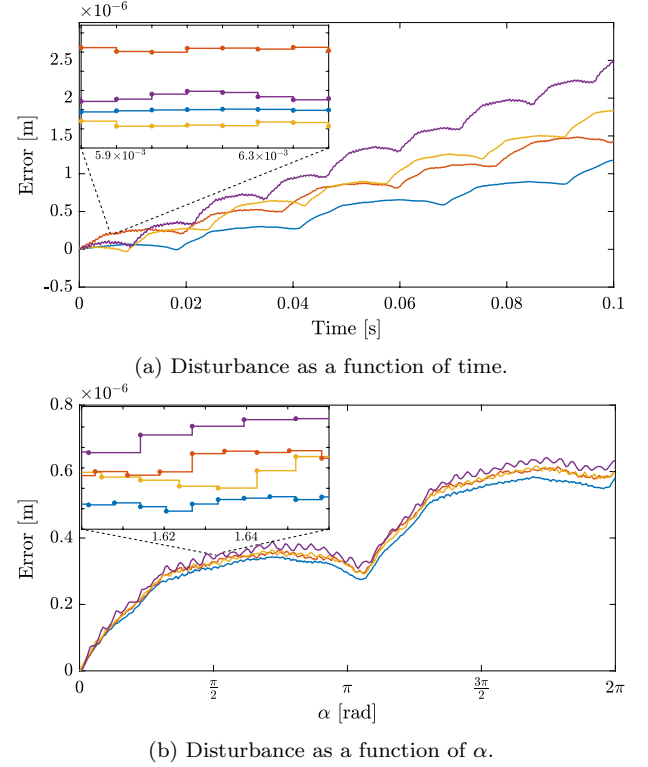 ×10⁻⁶
2.5
2
1.5
1
0.5
0
-0.5
Error [m]
5.9×10⁻³
6.3×10⁻³
0
0.02
0.04
0.06
0.08
0.1
Time [s]
(a) Disturbance as a function of time.
×10⁻⁶
0.8
0.6
0.4
0.2
0
Error [m]
1.62
1.64
0
π/2
π
3π/2
2π
α [rad]
(b) Disturbance as a function of α.